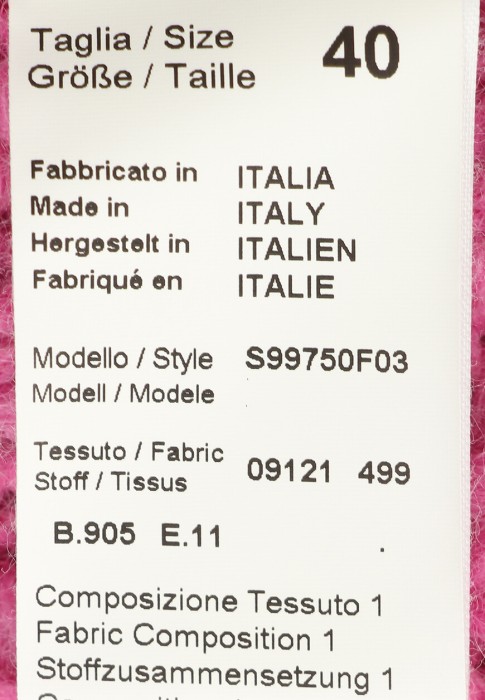 Taglia / Size 40
Größe / Taille
Fabbricato in ITALIA
Made in ITALY
Hergestelt in ITALIEN
Fabriqué en ITALIE
Modello / Style S99750F03
Modell / Modele
Tessuto / Fabric
Stoff / Tissus 09121 499
B.905 E.11
Composizione Tessuto 1
Fabric Composition 1
Stoffzusammensetzung 1